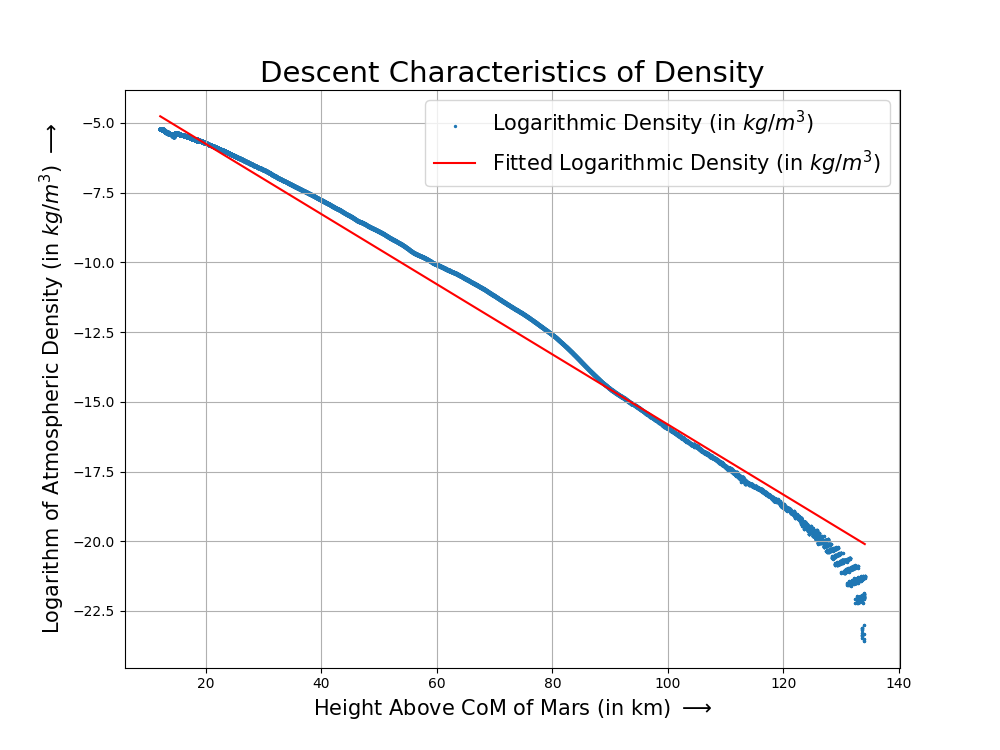 Descent Characteristics of Density
Logarithmic Density (in kg/m³)
Fitted Logarithmic Density (in kg/m³)
Logarithm of Atmospheric Density (in kg/m³) ⟶
−5.0
−7.5
−10.0
−12.5
−15.0
−17.5
−20.0
−22.5
20 40 60 80 100 120 140
Height Above CoM of Mars (in km) ⟶